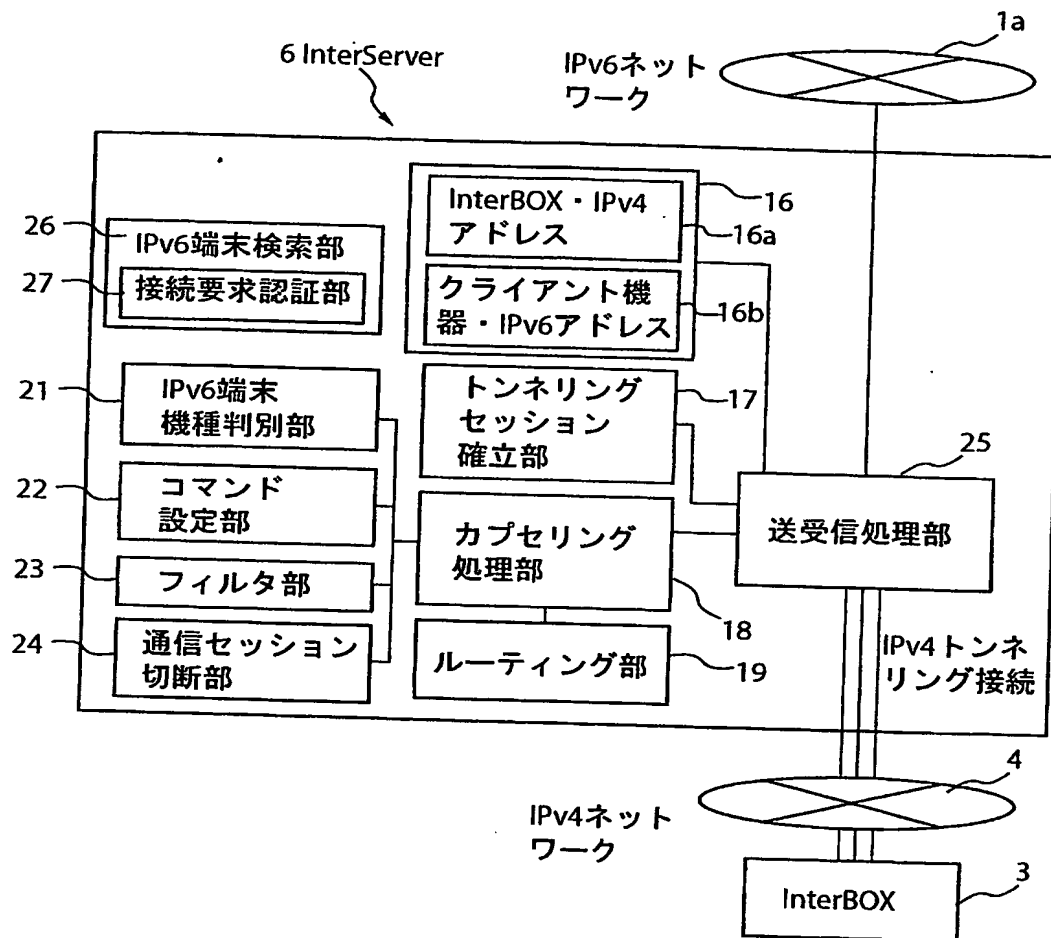 1a
6 InterServer
IPv6ネット
ワーク
26
IPv6端末検索部
27
接続要求認証部
InterBOX・IPv4
アドレス
16
16a
クライアント機
器・IPv6アドレス
16b
21
IPv6端末
機種判別部
トンネリング
セッション
確立部
17
22
コマンド
設定部
25
送受信処理部
カプセリング
処理部
18
23
フィルタ部
24
通信セッション
切断部
ルーティング部
19
IPv4トンネ
リング接続
IPv4ネット
ワーク
4
InterBOX
3